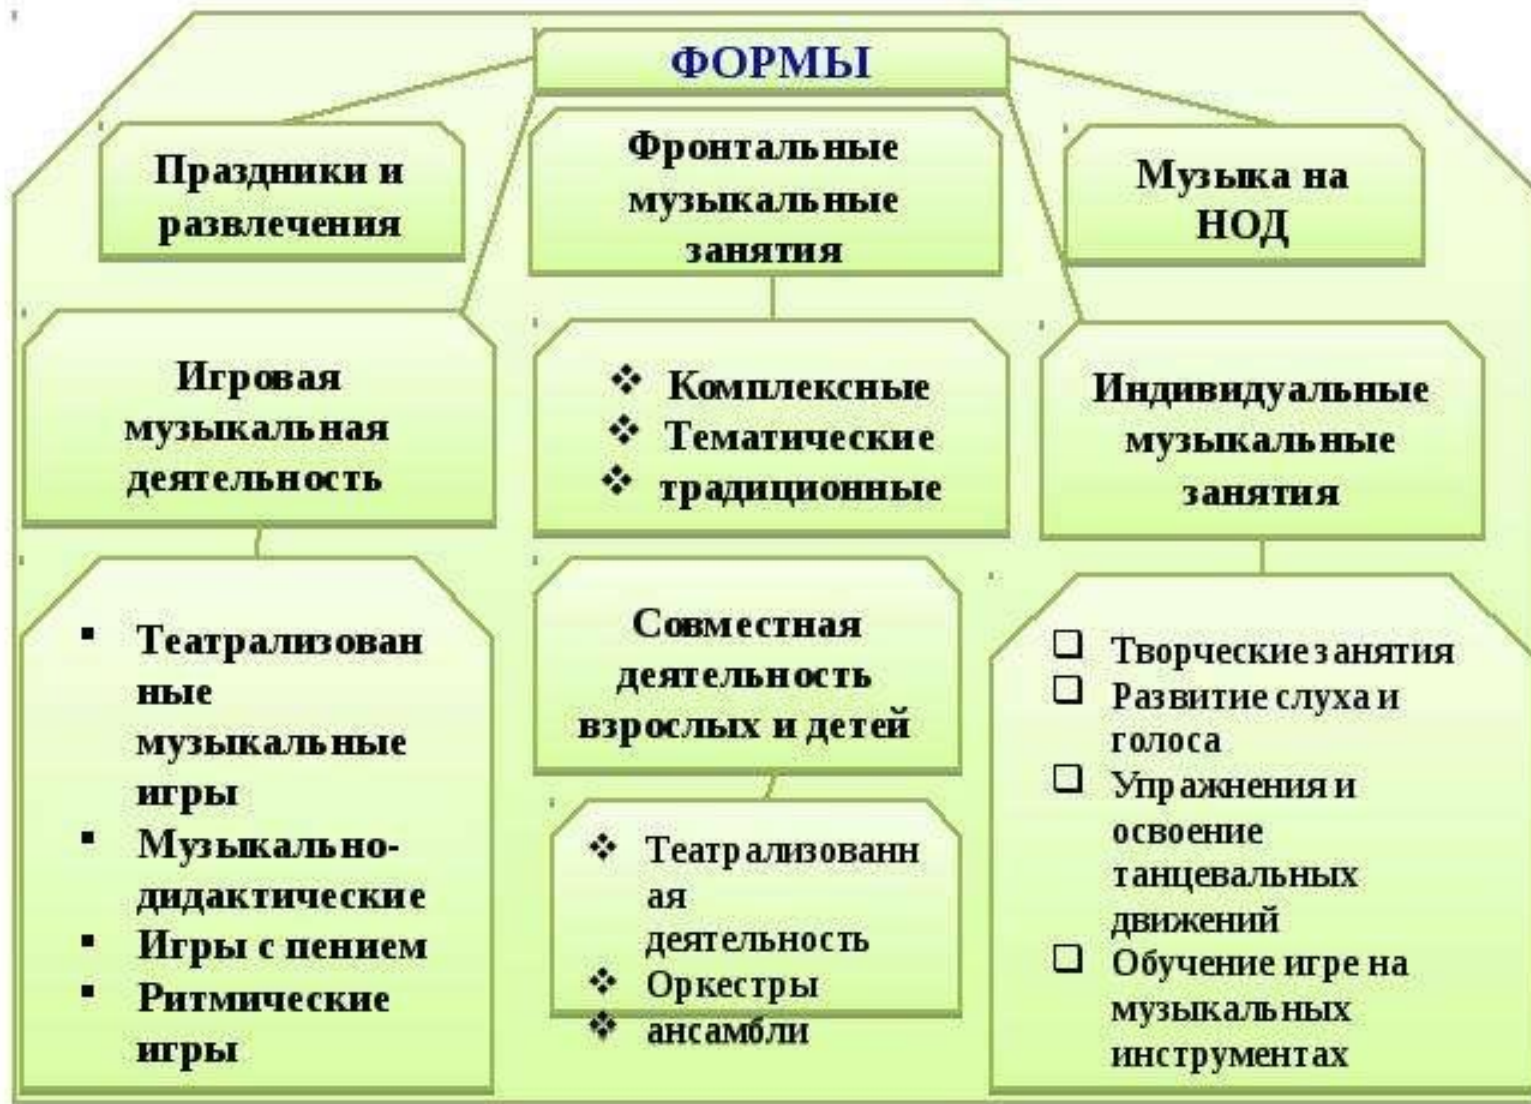 ФОРМЫ
Праздники и
развлечения
Фронтальные
музыкальные
занятия
Музыка на
НОД
Игровая
музыкальная
деятельность
❖ Комплексные
❖ Тематические
❖ традиционные
Индивидуальные
музыкальные
занятия
▪ Театрализован
ные
музыкальные
игры
▪ Музыкально-
дидактические
▪ Игры с пением
▪ Ритмические
игры
Совместная
деятельность
взрослых и детей
❖ Театрализованн
ая
деятельность
❖ Оркестры
❖ ансамбли
❑ Творческие занятия
❑ Развитие слуха и
голоса
❑ Упражнения и
освоение
танцевальных
движений
❑ Обучение игре на
музыкальных
инструментах